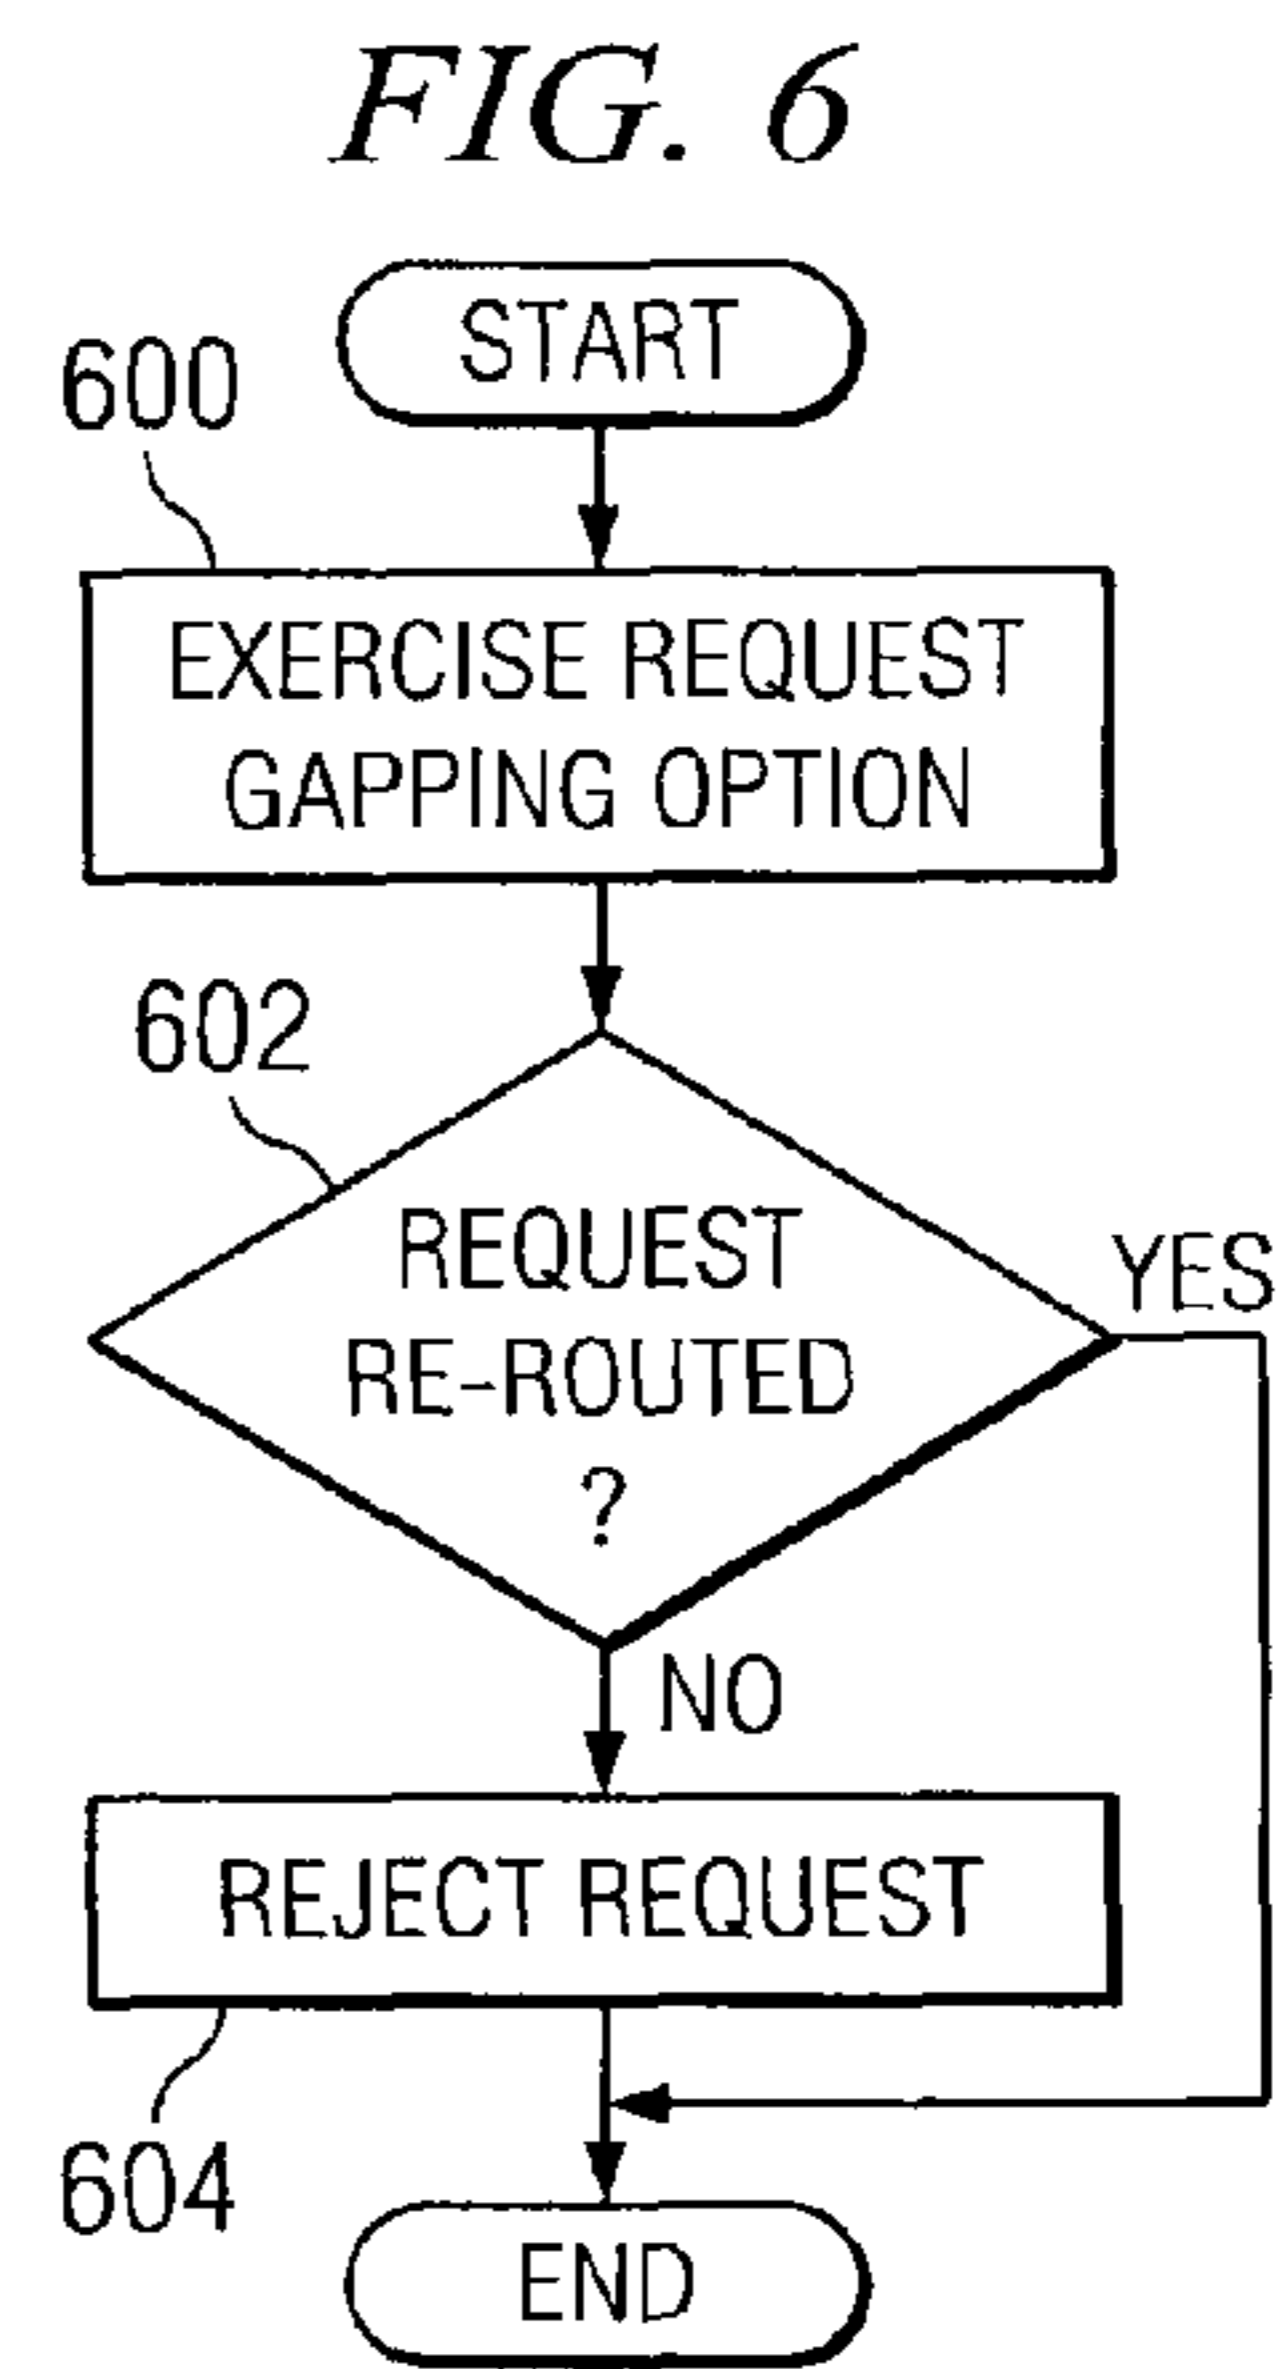 FIG. 6
START
600
EXERCISE REQUEST
GAPPING OPTION
602
REQUEST
RE-ROUTED
?
YES
NO
REJECT REQUEST
604
END